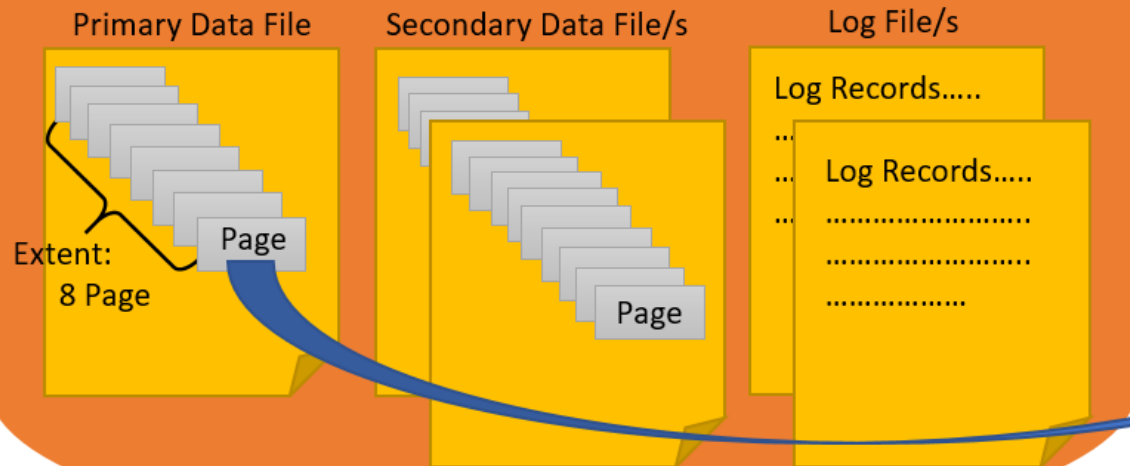 Primary Data File
Secondary Data File/s
Log File/s
Log Records.....
...
...
...
Log Records.....
.........................
.........................
.................
Page
Extent:
8 Page
Page